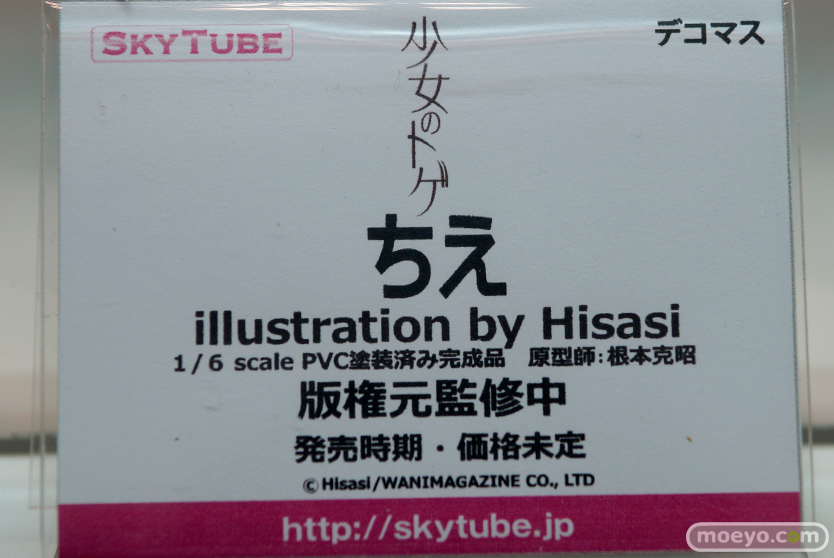 SKYTUBE
デコマス
少女のトゲ
ちえ
illustration by Hisasi
1/6 scale PVC塗装済み完成品 原型師:根本克昭
版権元監修中
発売時期・価格未定
©Hisasi/WANIMAGAZINE CO., LTD
http://skytube.jp
moeyo.com